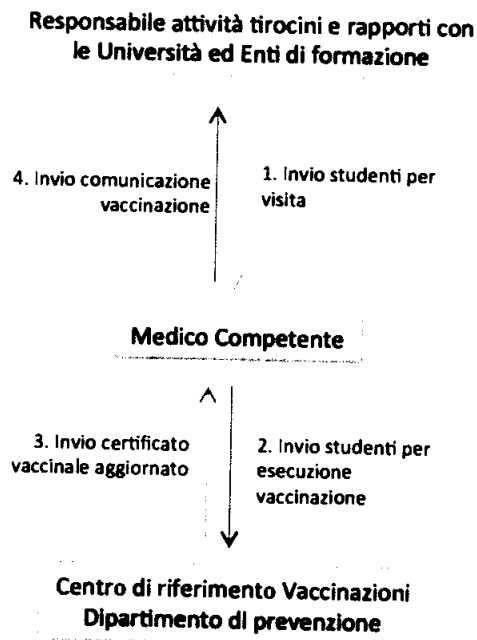 Responsabile attività tirocini e rapporti con
le Università ed Enti di formazione
4. Invio comunicazione
vaccinazione
1. Invio studenti per
visita
Medico Competente
3. Invio certificato
vaccinale aggiornato
2. Invio studenti per
esecuzione
vaccinazione
Centro di riferimento Vaccinazioni
Dipartimento di prevenzione